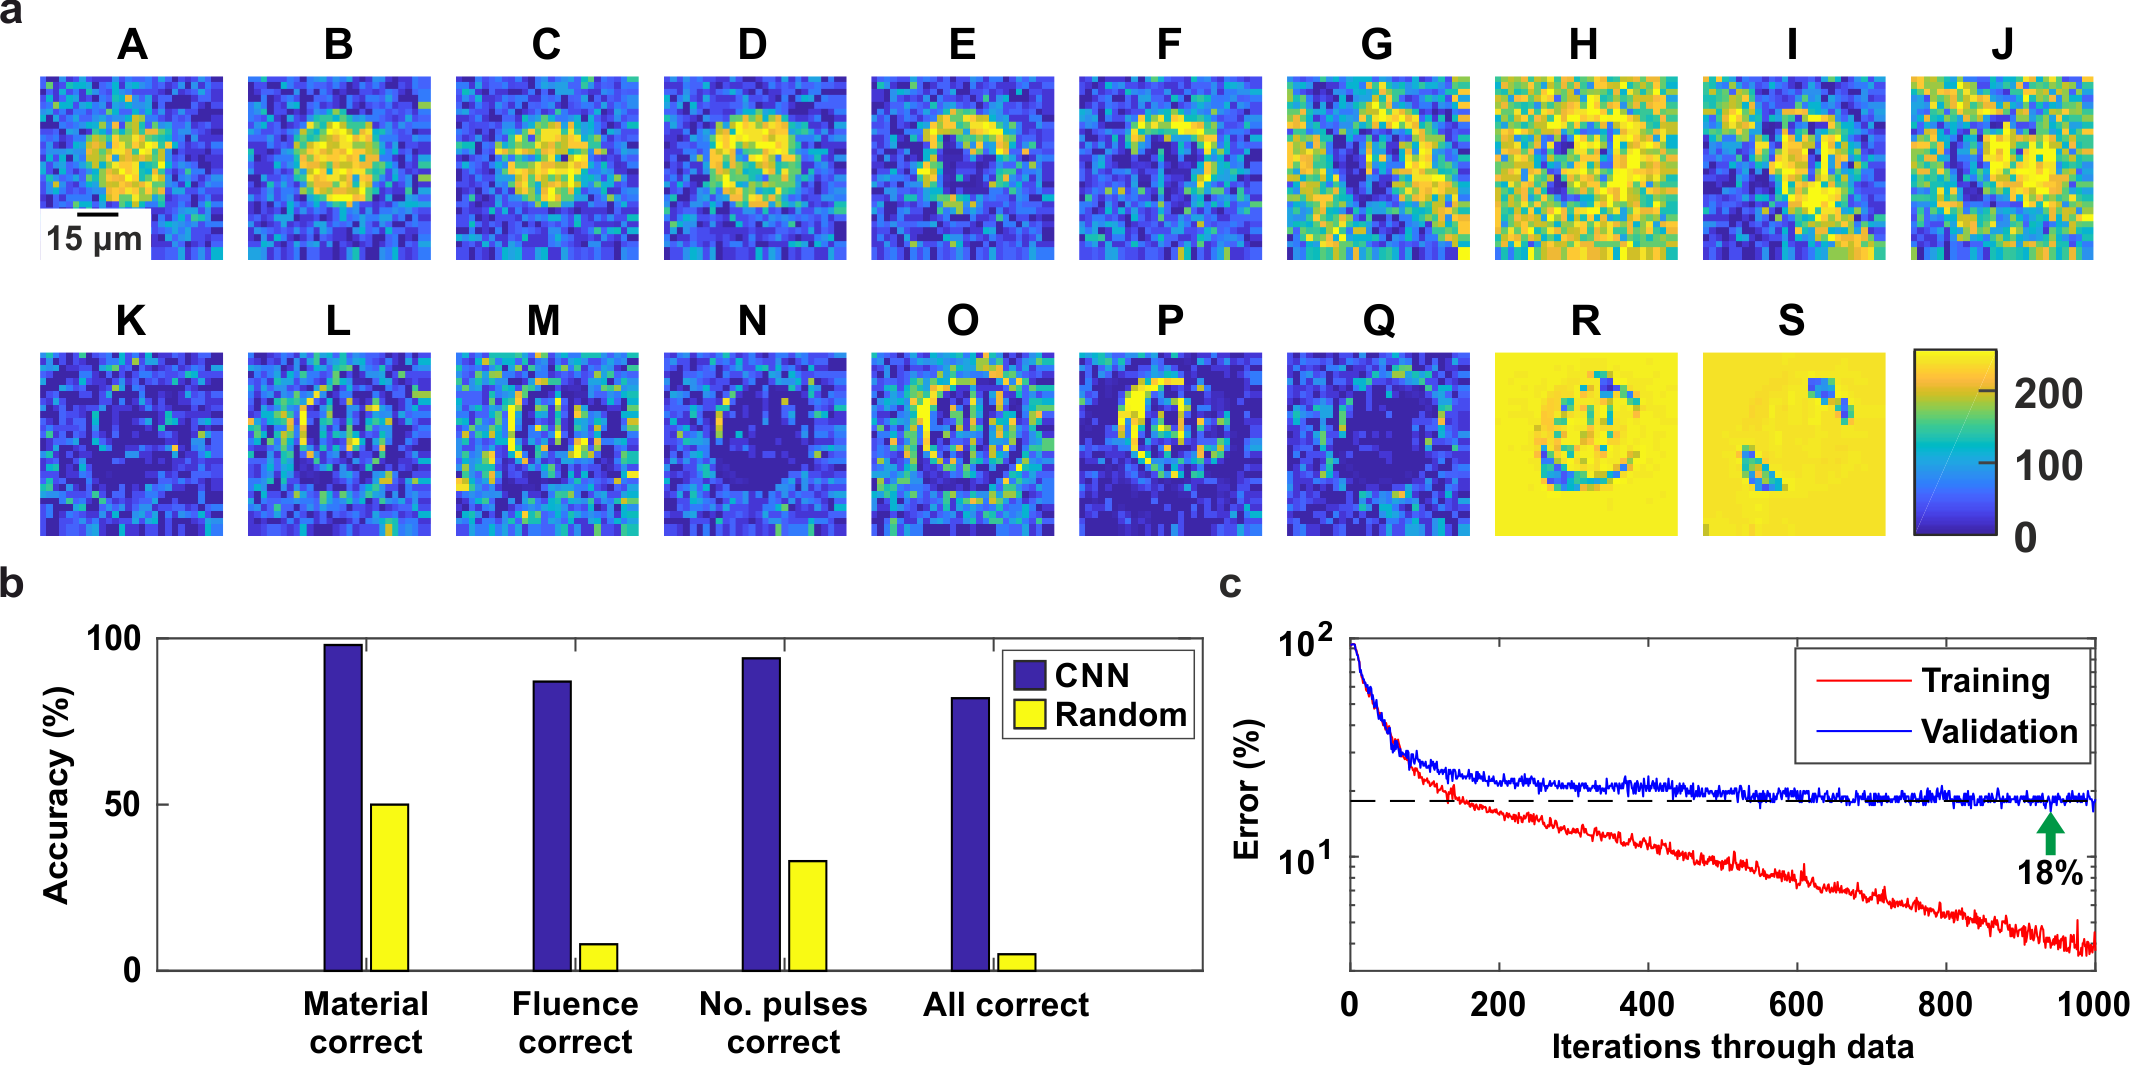 a
A B C D E F G H I J
15 µm
K L M N O P Q R S
200
100
0
b
100
50
0
Accuracy (%)
CNN
Random
Material correct
Fluence correct
No. pulses correct
All correct
c
10²
10¹
Error (%)
Training
Validation
18%
0 200 400 600 800 1000
Iterations through data